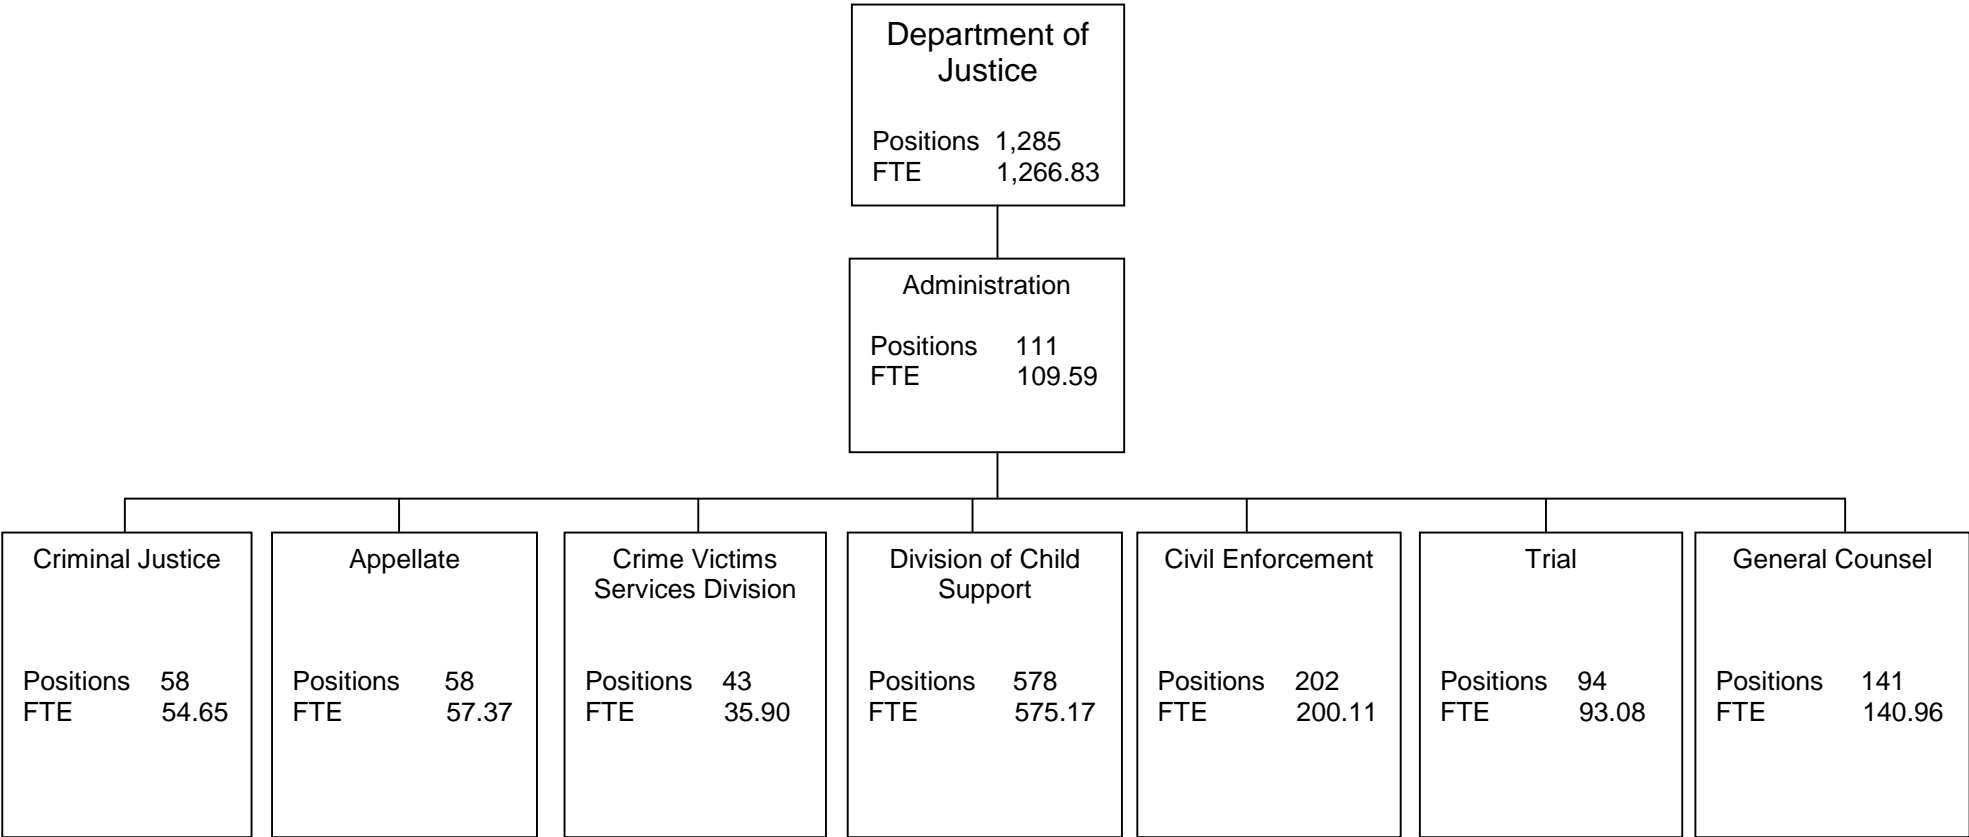 Department of
Justice
Positions 1,285
FTE 1,266.83
Administration
Positions 111
FTE 109.59
Criminal Justice
Positions 58
FTE 54.65
Appellate
Positions 58
FTE 57.37
Crime Victims
Services Division
Positions 43
FTE 35.90
Division of Child
Support
Positions 578
FTE 575.17
Civil Enforcement
Positions 202
FTE 200.11
Trial
Positions 94
FTE 93.08
General Counsel
Positions 141
FTE 140.96